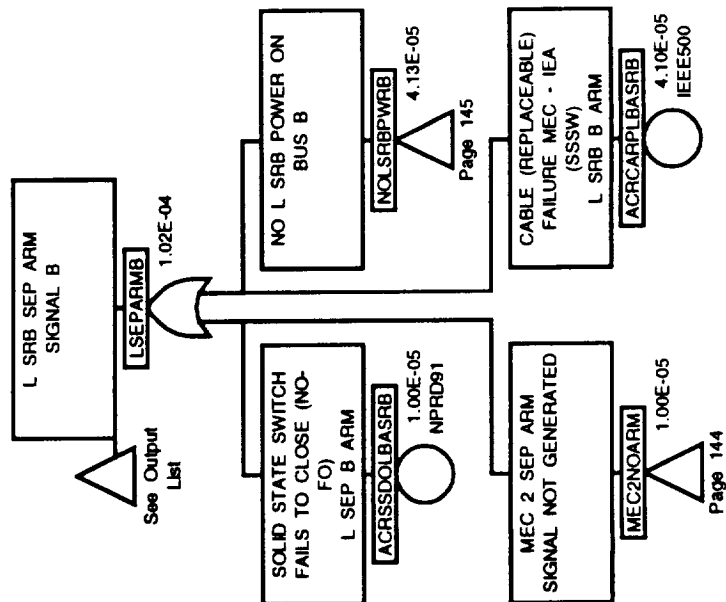 L SRB SEP ARM
SIGNAL B
LSEPARMB
1.02E-04
See Output
List
SOLID STATE SWITCH
FAILS TO CLOSE (NO-
FO)
L SEP B ARM
ACRSSDOLBASRB
1.00E-05
NPRD91
NO L SRB POWER ON
BUS B
NOLSRBPWRB
4.13E-05
Page 145
MEC 2 SEP ARM
SIGNAL NOT GENERATED
MEC2NOARM
1.00E-05
Page 144
CABLE (REPLACEABLE)
FAILURE MEC - IEA
(SSSW)
L SRB B ARM
ACRCARPLBASRB
4.10E-05
IEEE500